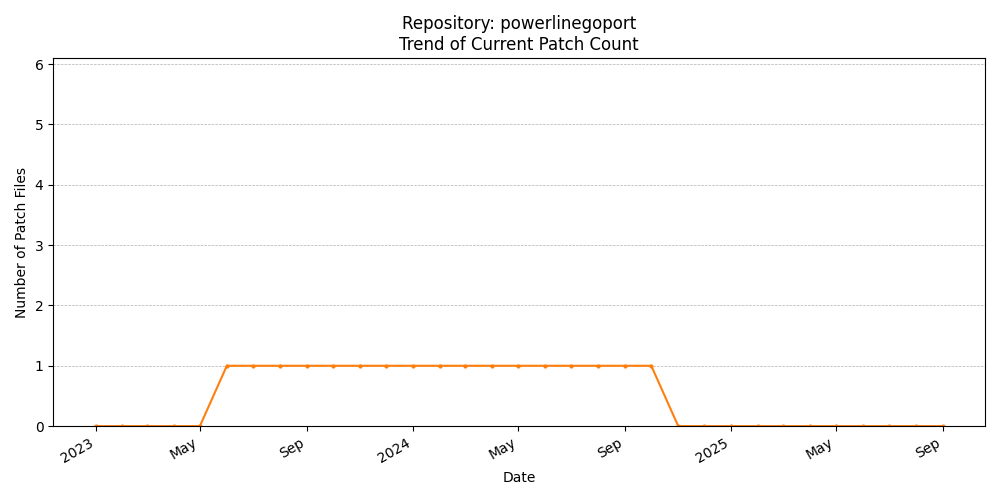 Repository: powerlinegoport
Trend of Current Patch Count
6
5
4
3
2
1
0
Number of Patch Files
2023
May
Sep
2024
May
Sep
2025
May
Sep
Date